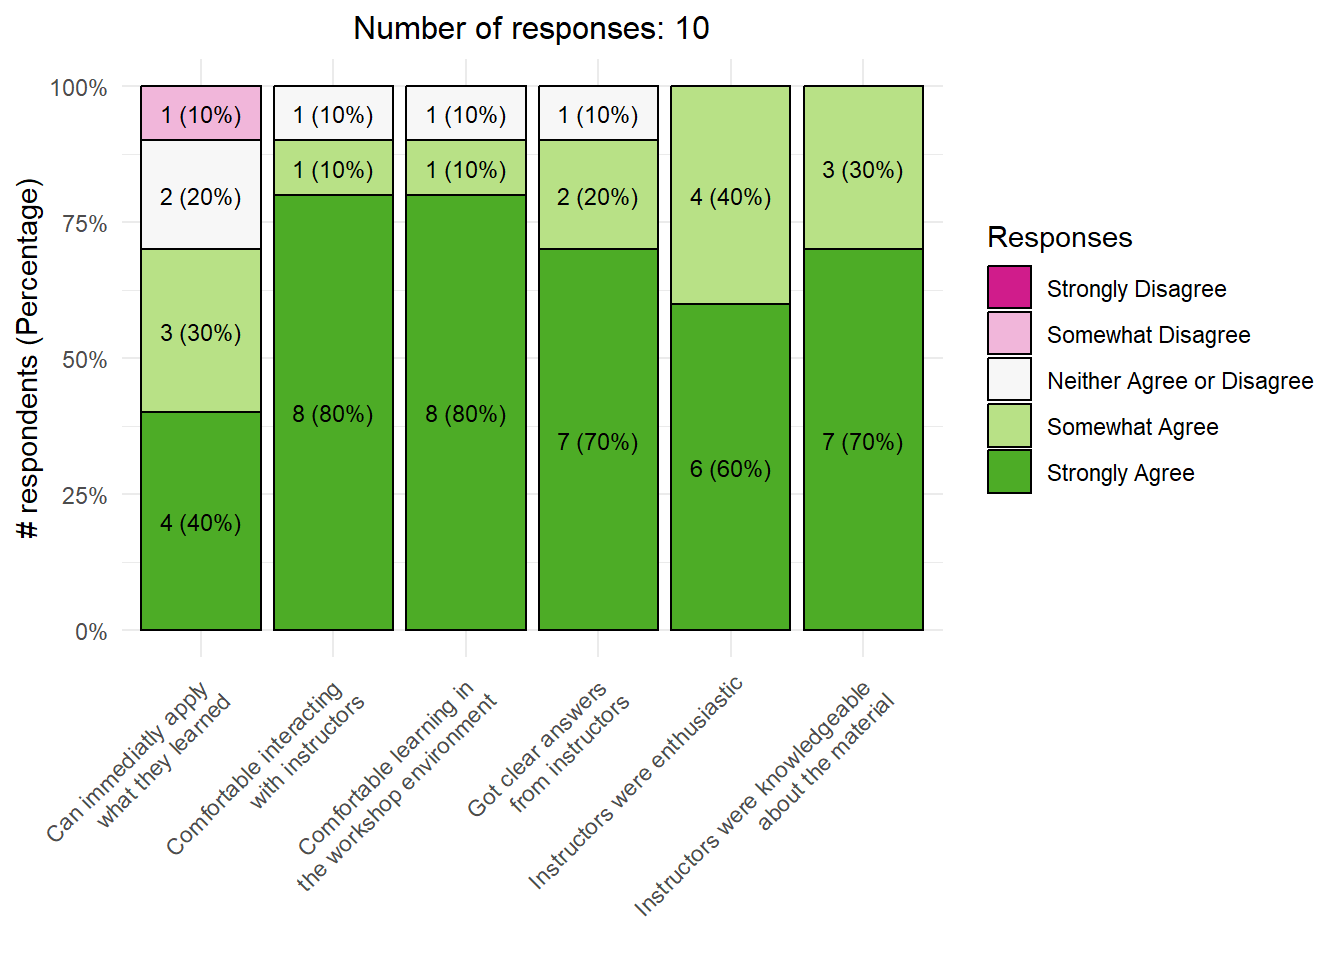 Number of responses: 10
# respondents (Percentage)
100%
75%
50%
25%
0%
1 (10%)
2 (20%)
3 (30%)
4 (40%)
1 (10%)
1 (10%)
8 (80%)
1 (10%)
1 (10%)
8 (80%)
1 (10%)
2 (20%)
7 (70%)
4 (40%)
6 (60%)
3 (30%)
7 (70%)
Can immediatly apply
what they learned
Comfortable interacting
with instructors
Comfortable learning in
the workshop environment
Got clear answers
from instructors
Instructors were enthusiastic
Instructors were knowledgeable
about the material
Responses
Strongly Disagree
Somewhat Disagree
Neither Agree or Disagree
Somewhat Agree
Strongly Agree